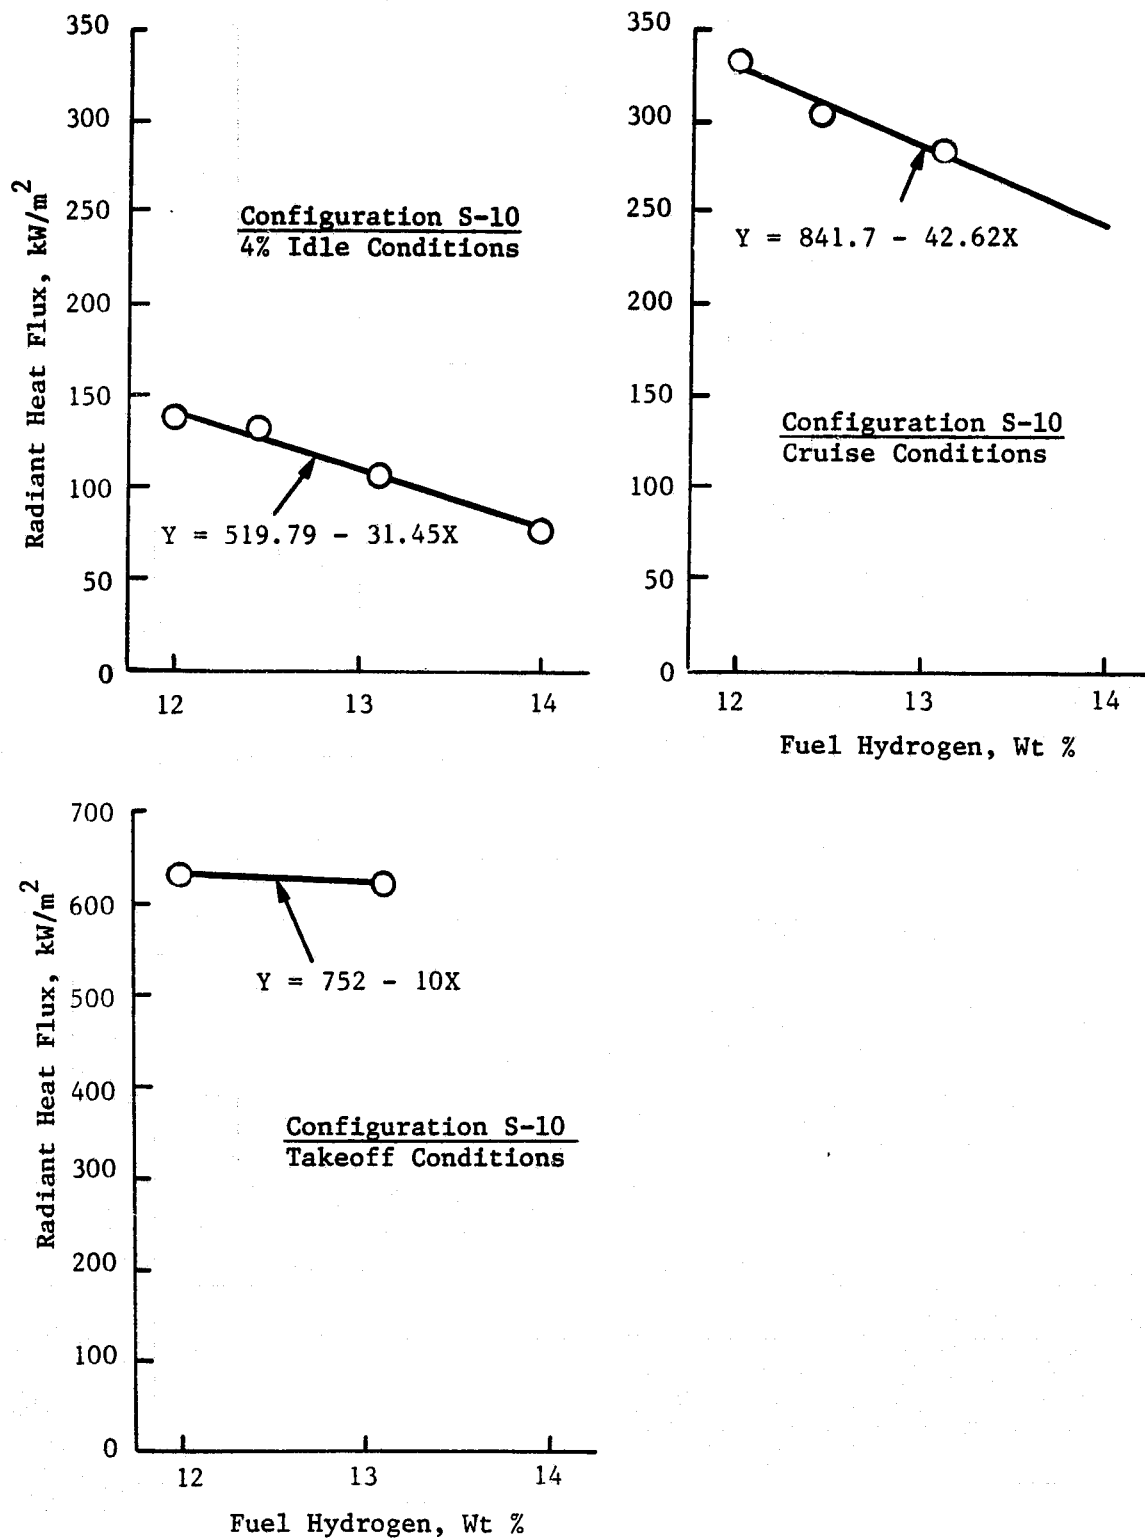 350
300
250
200
150
100
50
0
Radiant Heat Flux, kW/m2
Configuration S-10
4% Idle Conditions
Y = 519.79 - 31.45X
12
13
14
350
300
250
200
150
100
50
0
Y = 841.7 - 42.62X
Configuration S-10
Cruise Conditions
12
13
14
Fuel Hydrogen, Wt %
700
600
500
400
300
200
100
0
Radiant Heat Flux, kW/m2
Y = 752 - 10X
Configuration S-10
Takeoff Conditions
12
13
14
Fuel Hydrogen, Wt %